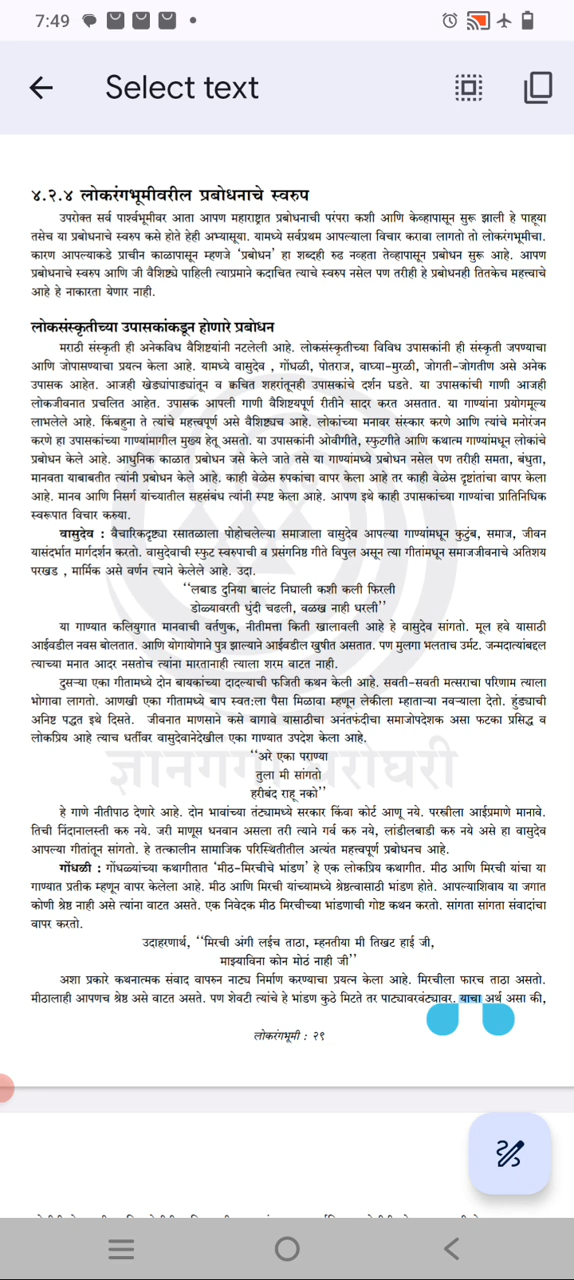 7:49
Select text
४.२.४ लोकरंगभूमीवरील प्रबोधनाचे स्वरुप
उपरोक्त सर्व पार्श्वभूमीवर आता आपण महाराष्ट्रात प्रबोधनाची परंपरा कशी आणि केव्हापासून सुरू झाली हे पाहूया
तसेच या प्रबोधनाचे स्वरुप कसे होते हेही अभ्यासूया. यामध्ये सर्वप्रथम आपल्याला विचार करावा लागतो तो लोकरंगभूमीचा.
कारण आपल्याकडे प्राचीन काळापासून म्हणजे 'प्रबोधन' हा शब्दही रुढ नव्हता तेव्हापासून प्रबोधन सुरू आहे. आपण
प्रबोधनाचे स्वरुप आणि जी वैशिष्ट्ये पाहिली त्याप्रमाने कदाचित त्याचे स्वरुप नसेल पण तरीही हे प्रबोधनही तितकेच महत्त्वाचे
आहे हे नाकारता येणार नाही.
लोकसंस्कृतीच्या उपासकांकडून होणारे प्रबोधन
मराठी संस्कृती ही अनेकविध वैशिष्टयांनी नटलेली आहे. लोकसंस्कृतीच्या विविध उपासकांनी ही संस्कृती जपण्याचा
आणि जोपासण्याचा प्रयत्न केला आहे. यामध्ये वासुदेव , गोंधळी, पोतराज, वाघ्या-मुरळी, जोगती-जोगतीण असे अनेक
उपासक आहेत. आजही खेड्यापाड्यांतून व क्वचित शहरांतूनही उपासकांचे दर्शन घडते. या उपासकांची गाणी आजही
लोकजीवनात प्रचलित आहेत. उपासक आपली गाणी वैशिष्ट्यपूर्ण रीतीने सादर करत असतात. या गाण्यांना प्रयोगमूल्य
लाभलेले आहे. किंबहुना ते त्यांचे महत्त्वपूर्ण असे वैशिष्ट्यच आहे. लोकांच्या मनावर संस्कार करणे आणि त्यांचे मनोरंजन
करणे हा उपासकांच्या गाण्यांमागील मुख्य हेतू असतो. या उपासकांनी ओवीगीते, स्फुटगीते आणि कथात्म गाण्यांमधून लोकांचे
प्रबोधन केले आहे. आधुनिक काळात प्रबोधन जसे केले जाते तसे या गाण्यांमध्ये प्रबोधन नसेल पण तरीही समता, बंधुता,
मानवता याबाबतीत त्यांनी प्रबोधन केले आहे. काही वेळेस रुपकांचा वापर केला आहे तर काही वेळेस दृष्टांतांचा वापर केला
आहे. मानव आणि निसर्ग यांच्यातील सहसंबंध त्यांनी स्पष्ट केला आहे. आपण इथे काही उपासकांच्या गाण्यांचा प्रातिनिधिक
स्वरूपात विचार करुया.
वासुदेव : वैचारिकदृष्ट्या रसातळाला पोहोचलेल्या समाजाला वासुदेव आपल्या गाण्यांमधून कुटुंब, समाज, जीवन
यासंदर्भात मार्गदर्शन करतो. वासुदेवाची स्फुट स्वरुपाची व प्रसंगनिष्ठ गीते विपुल असून त्या गीतांमधून समाजजीवनाचे अतिशय
परखड , मार्मिक असे वर्णन त्याने केलेले आहे. उदा.
''लबाड दुनिया बालंट निघाली कशी कली फिरली
डोळ्यावरती धुंदी चढली, वळख नाही धरली''
या गाण्यात कलियुगात मानवाची वर्तणुक, नीतीमत्ता किती खालावली आहे हे वासुदेव सांगतो. मूल हवे यासाठी
आईवडील नवस बोलतात. आणि योगायोगाने पुत्र झाल्याने आईवडील खुषीत असतात. पण मुलगा भलताच उर्मट. जन्मदात्यांबद्दल
त्याच्या मनात आदर नसतोच त्यांना मारतानाही त्याला शरम वाटत नाही.
दुसऱ्या एका गीतामध्ये दोन बायकांच्या दादल्याची फजिती कथन केली आहे. सवती-सवती मत्सराचा परिणाम त्याला
भोगावा लागतो. आणखी एका गीतामध्ये बाप स्वत:ला पैसा मिळावा म्हणून लेकीला म्हाताऱ्या नवऱ्याला देतो. हुंड्याची
अनिष्ट पद्धत इथे दिसते. जीवनात माणसाने कसे वागावे यासाठीचा अनंतफंदीचा समाजोपदेशक असा फटका प्रसिद्ध व
लोकप्रिय आहे त्याच धर्तीवर वासुदेवानेदेखील एका गाण्यात उपदेश केला आहे.
''अरे एका पराण्या
तुला मी सांगतो
हरीबंद राहू नको''
हे गाणे नीतीपाठ देणारे आहे. दोन भावांच्या तंट्यामध्ये सरकार किंवा कोर्ट आणू नये. परस्त्रीला आईप्रमाणे मानावे.
तिची निंदानालस्ती करु नये. जरी माणूस धनवान असला तरी त्याने गर्व करु नये, लांडीलबाडी करु नये असे हा वासुदेव
आपल्या गीतांतून सांगतो. हे तत्कालीन सामाजिक परिस्थितीतील अत्यंत महत्त्वपूर्ण प्रबोधनच आहे.
गोंधळी : गोंधळ्यांच्या कथागीतात 'मीठ-मिरचीचे भांडण' हे एक लोकप्रिय कथागीत. मीठ आणि मिरची यांचा या
गाण्यात प्रतीक म्हणून वापर केलेला आहे. मीठ आणि मिरची यांच्यामध्ये श्रेष्ठत्वासाठी भांडण होते. आपल्याशिवाय या जगात
कोणी श्रेष्ठ नाही असे त्यांना वाटत असते. एक निवेदक मीठ मिरचीच्या भांडणाची गोष्ट कथन करतो. सांगता सांगता संवादांचा
वापर करतो.
उदाहरणार्थ, ''मिरची अंगी लईच ताठा, म्हनतीया मी तिखट हाई जी,
माझ्याविना कोन मोठं नाही जी''
अशा प्रकारे कथनात्मक संवाद वापरुन नाट्य निर्माण करण्याचा प्रयत्न केला आहे. मिरचीला फारच ताठा असतो.
मीठालाही आपणच श्रेष्ठ असे वाटत असते. पण शेवटी त्यांचे हे भांडण कुठे मिटते तर पाट्यावरवंट्यावर. याचा अर्थ असा की,
ज्ञानगंगा घरोघरी
लोकरंगभूमी : २९